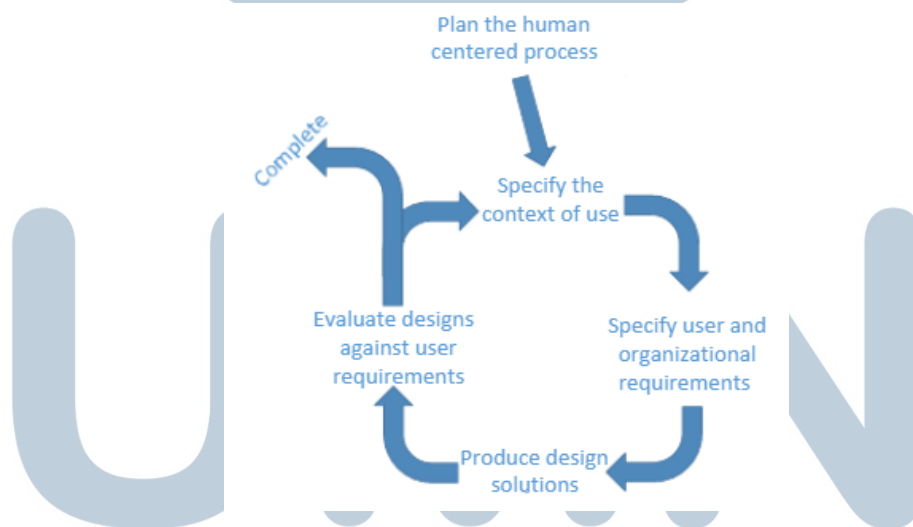 Plan the human
centered process
Complete
Specify the
context of use
Evaluate designs
against user
requirements
Specify user and
organizational
requirements
Produce design
solutions